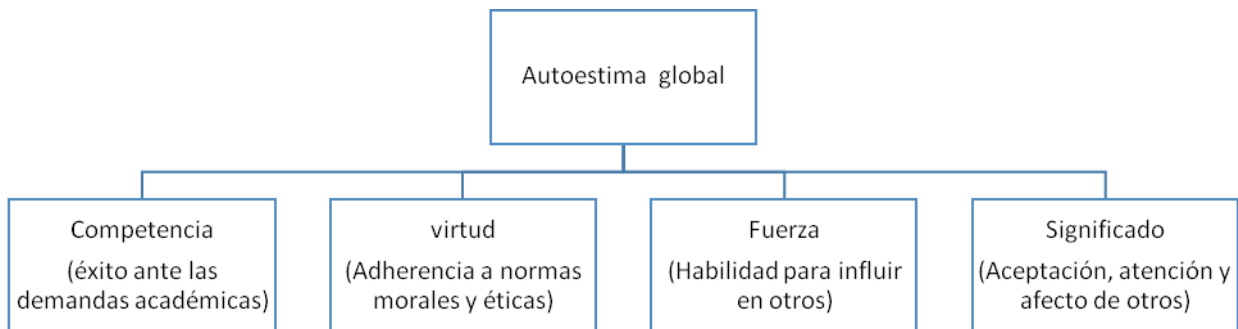 Autoestima global
Competencia
(éxito ante las
demandas académicas)
virtud
(Adherencia a normas
morales y éticas)
Fuerza
(Habilidad para influir
en otros)
Significado
(Aceptación, atención y
afecto de otros)